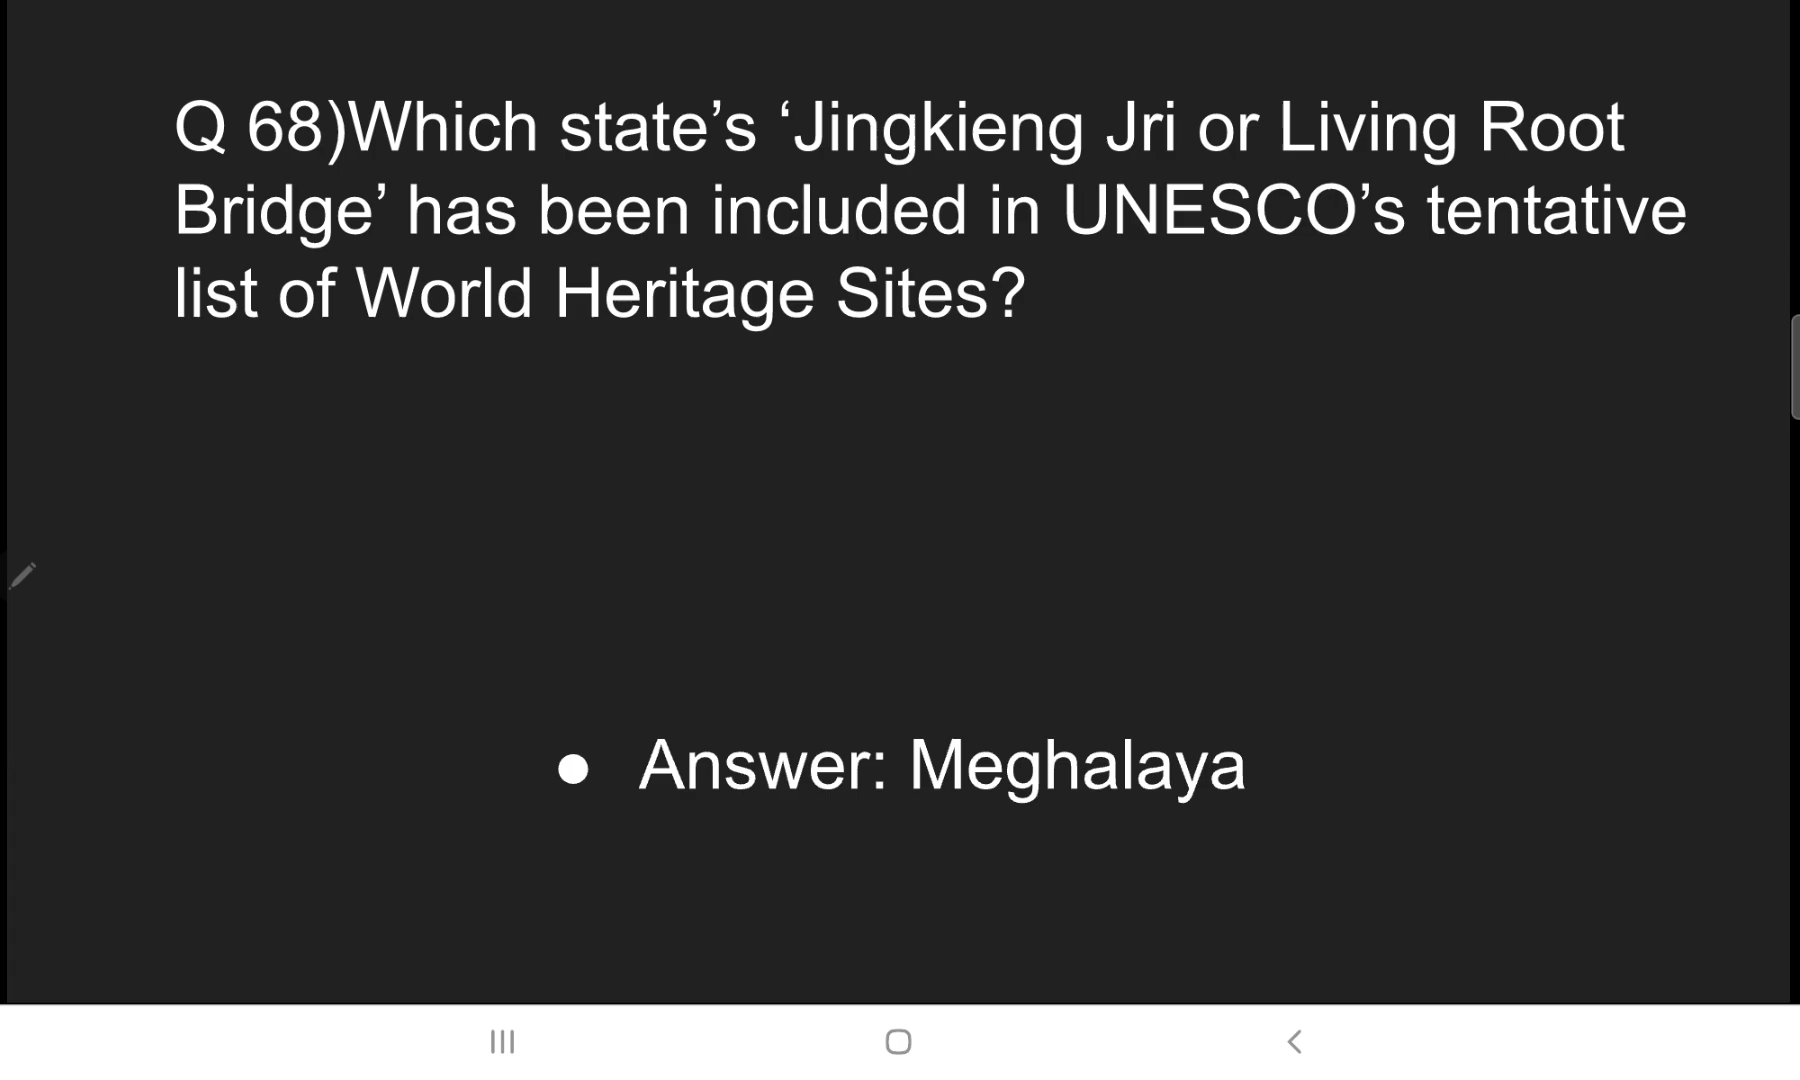 Q 68)Which state’s ‘Jingkieng Jri or Living Root
Bridge’ has been included in UNESCO’s tentative
list of World Heritage Sites?
● Answer: Meghalaya